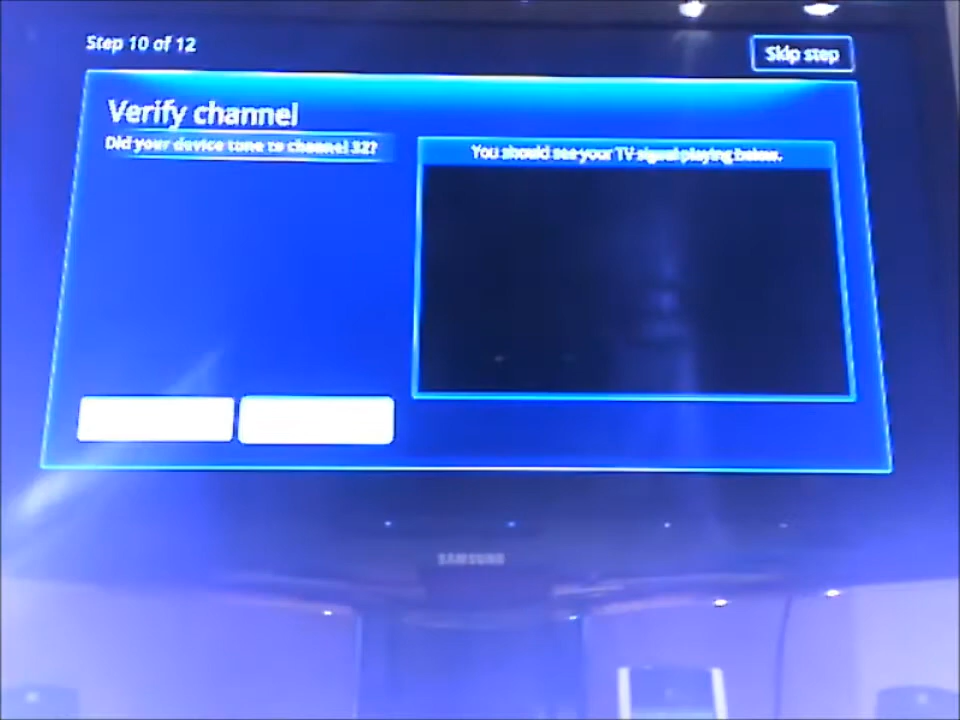 Step 10 of 12
Skip step
Verify channel
Did your device tune to channel 32?
You should see your TV signal playing below.
SAMSUNG